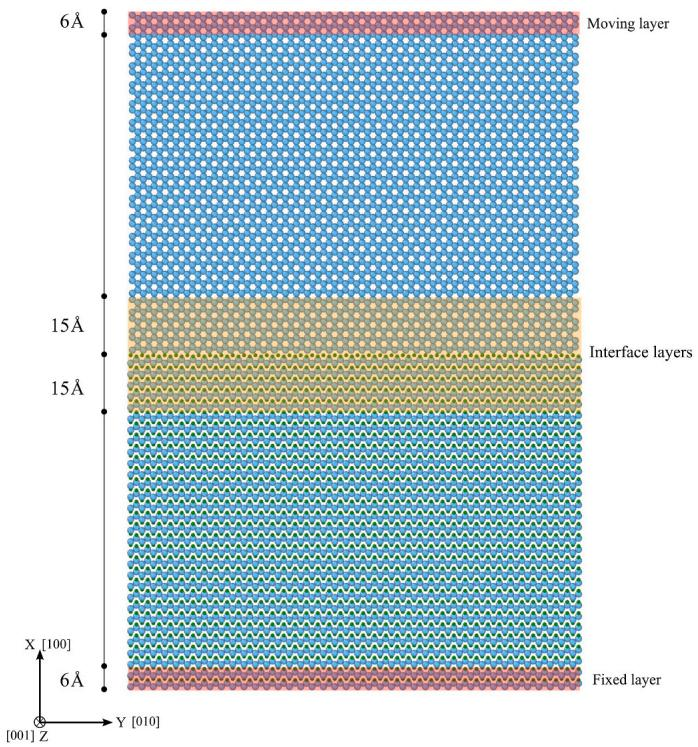 6Å
Moving layer
15Å
Interface layers
15Å
X [100]
6Å
Fixed layer
Y [010]
[001] Z